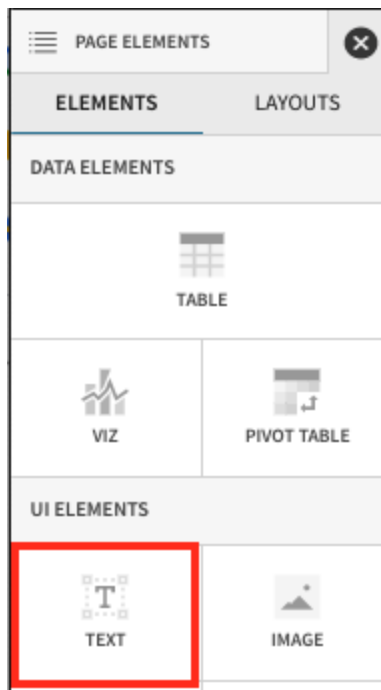 PAGE ELEMENTS
ELEMENTS LAYOUTS
DATA ELEMENTS
TABLE
VIZ PIVOT TABLE
UI ELEMENTS
T
TEXT IMAGE